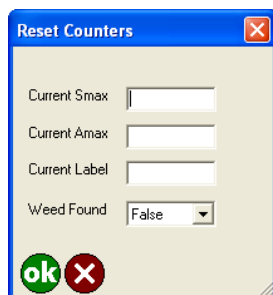 Reset Counters
Current Smax
Current Amax
Current Label
Weed Found False
ok